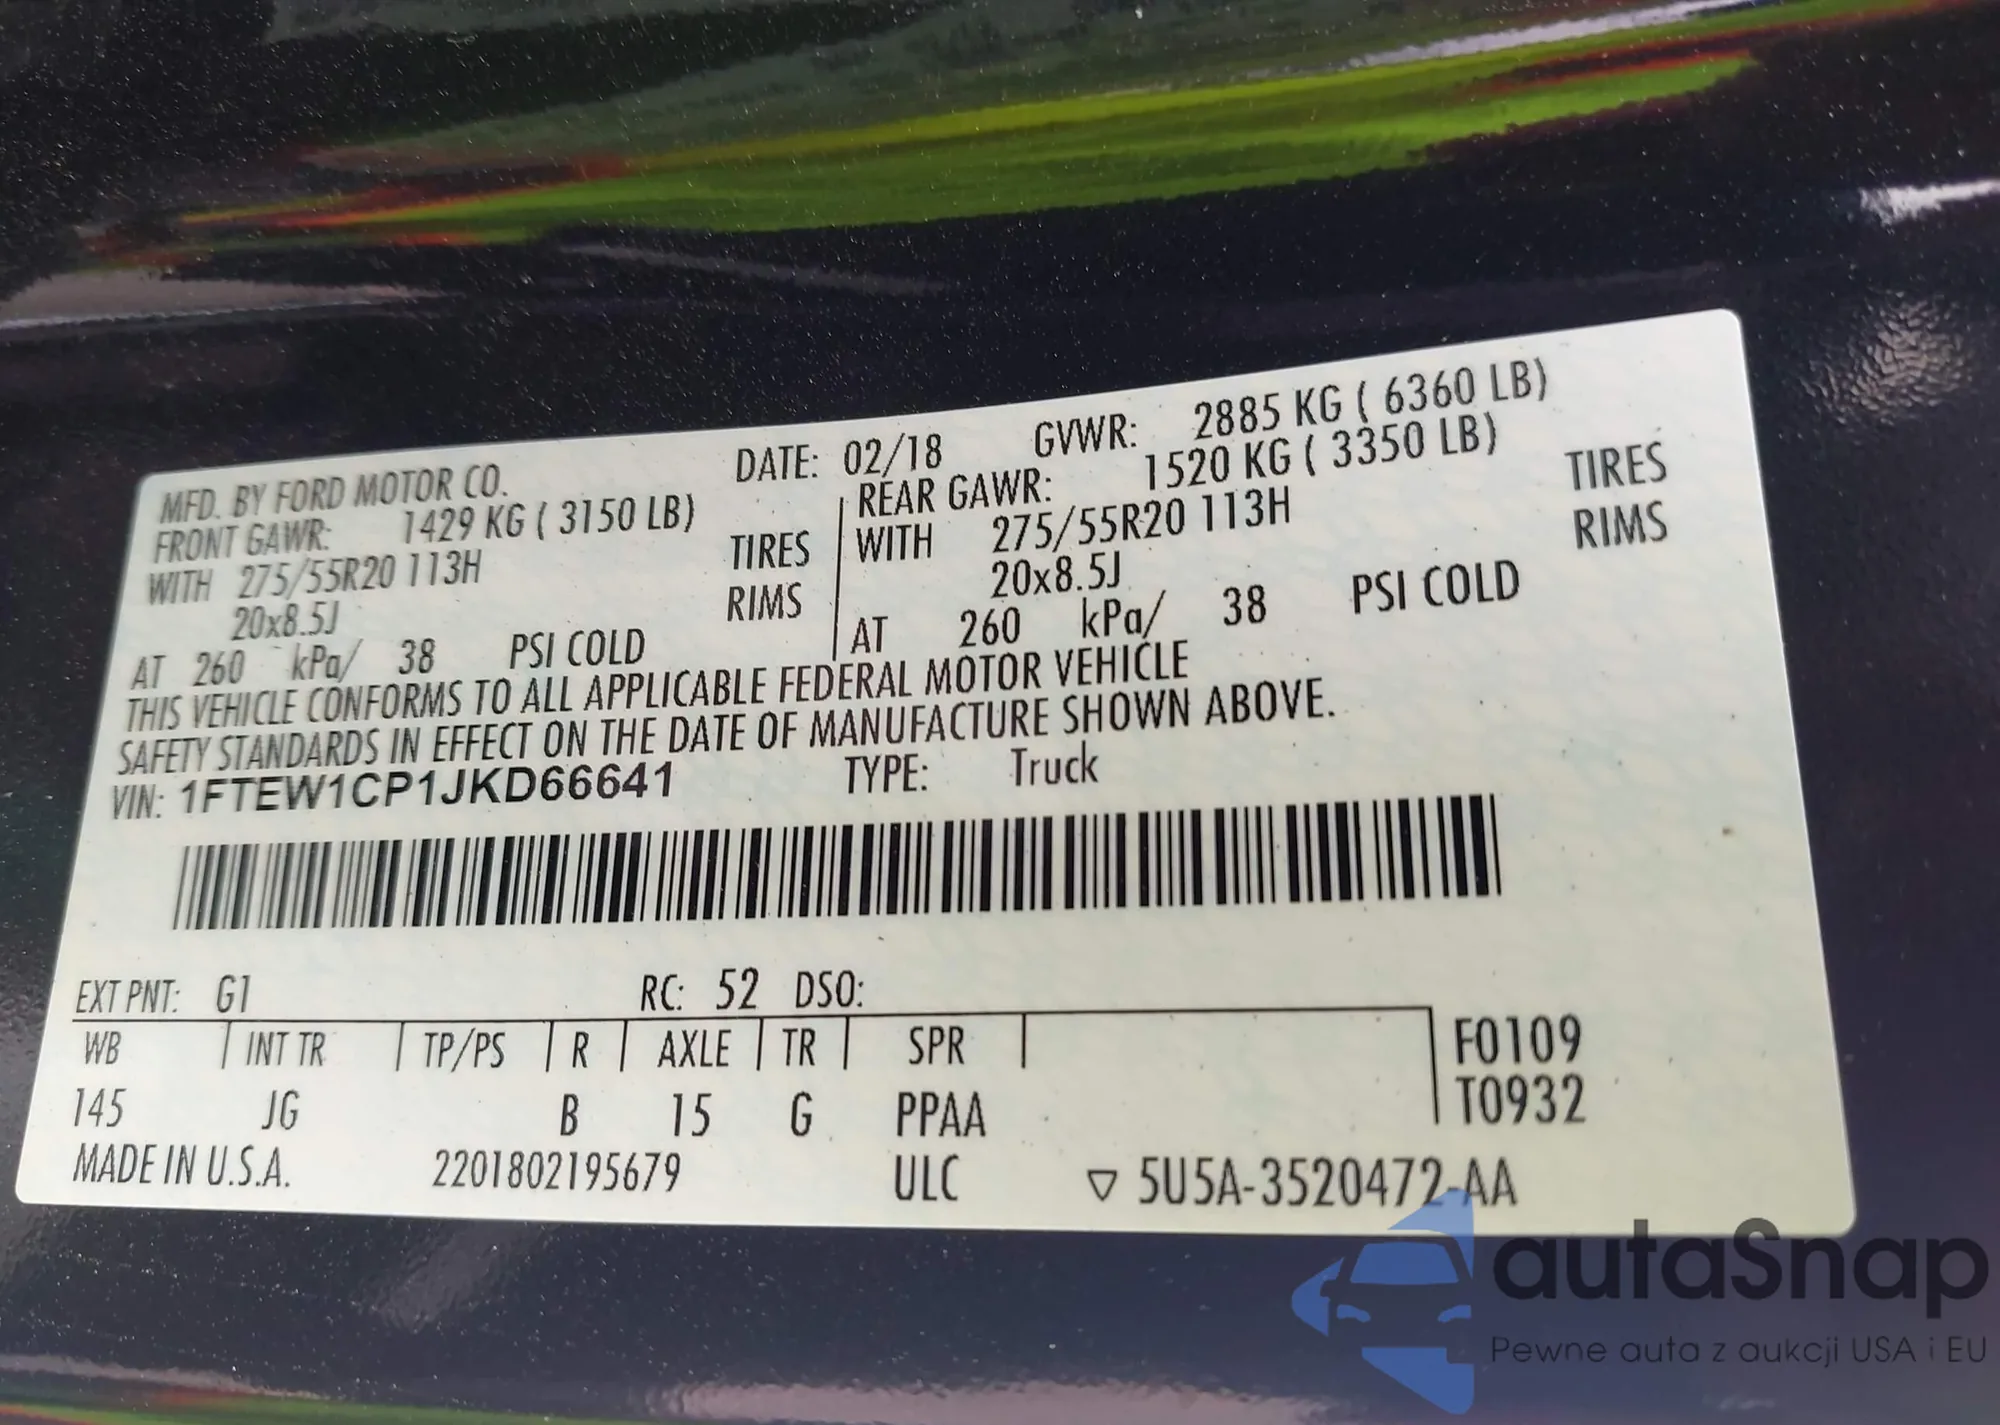 MFD. BY FORD MOTOR CO. DATE: 02/18 GVWR: 2885 KG ( 6360 LB)
FRONT GAWR: 1429 KG ( 3150 LB) REAR GAWR: 1520 KG ( 3350 LB)
WITH 275/55R20 113H TIRES WITH 275/55R20 113H TIRES
20x8.5J RIMS 20x8.5J RIMS
AT 260 kPa/ 38 PSI COLD AT 260 kPa/ 38 PSI COLD
THIS VEHICLE CONFORMS TO ALL APPLICABLE FEDERAL MOTOR VEHICLE
SAFETY STANDARDS IN EFFECT ON THE DATE OF MANUFACTURE SHOWN ABOVE.
VIN: 1FTEW1CP1JKD66641 TYPE: Truck
EXT PNT: G1 RC: 52 DSO:
WB INT TR TP/PS R AXLE TR SPR F0109
145 JG B 15 G PPAA T0932
MADE IN U.S.A. 2201802195679 ULC ▽ 5U5A-3520472-AA
autaSnap
Pewne auta z aukcji USA i EU